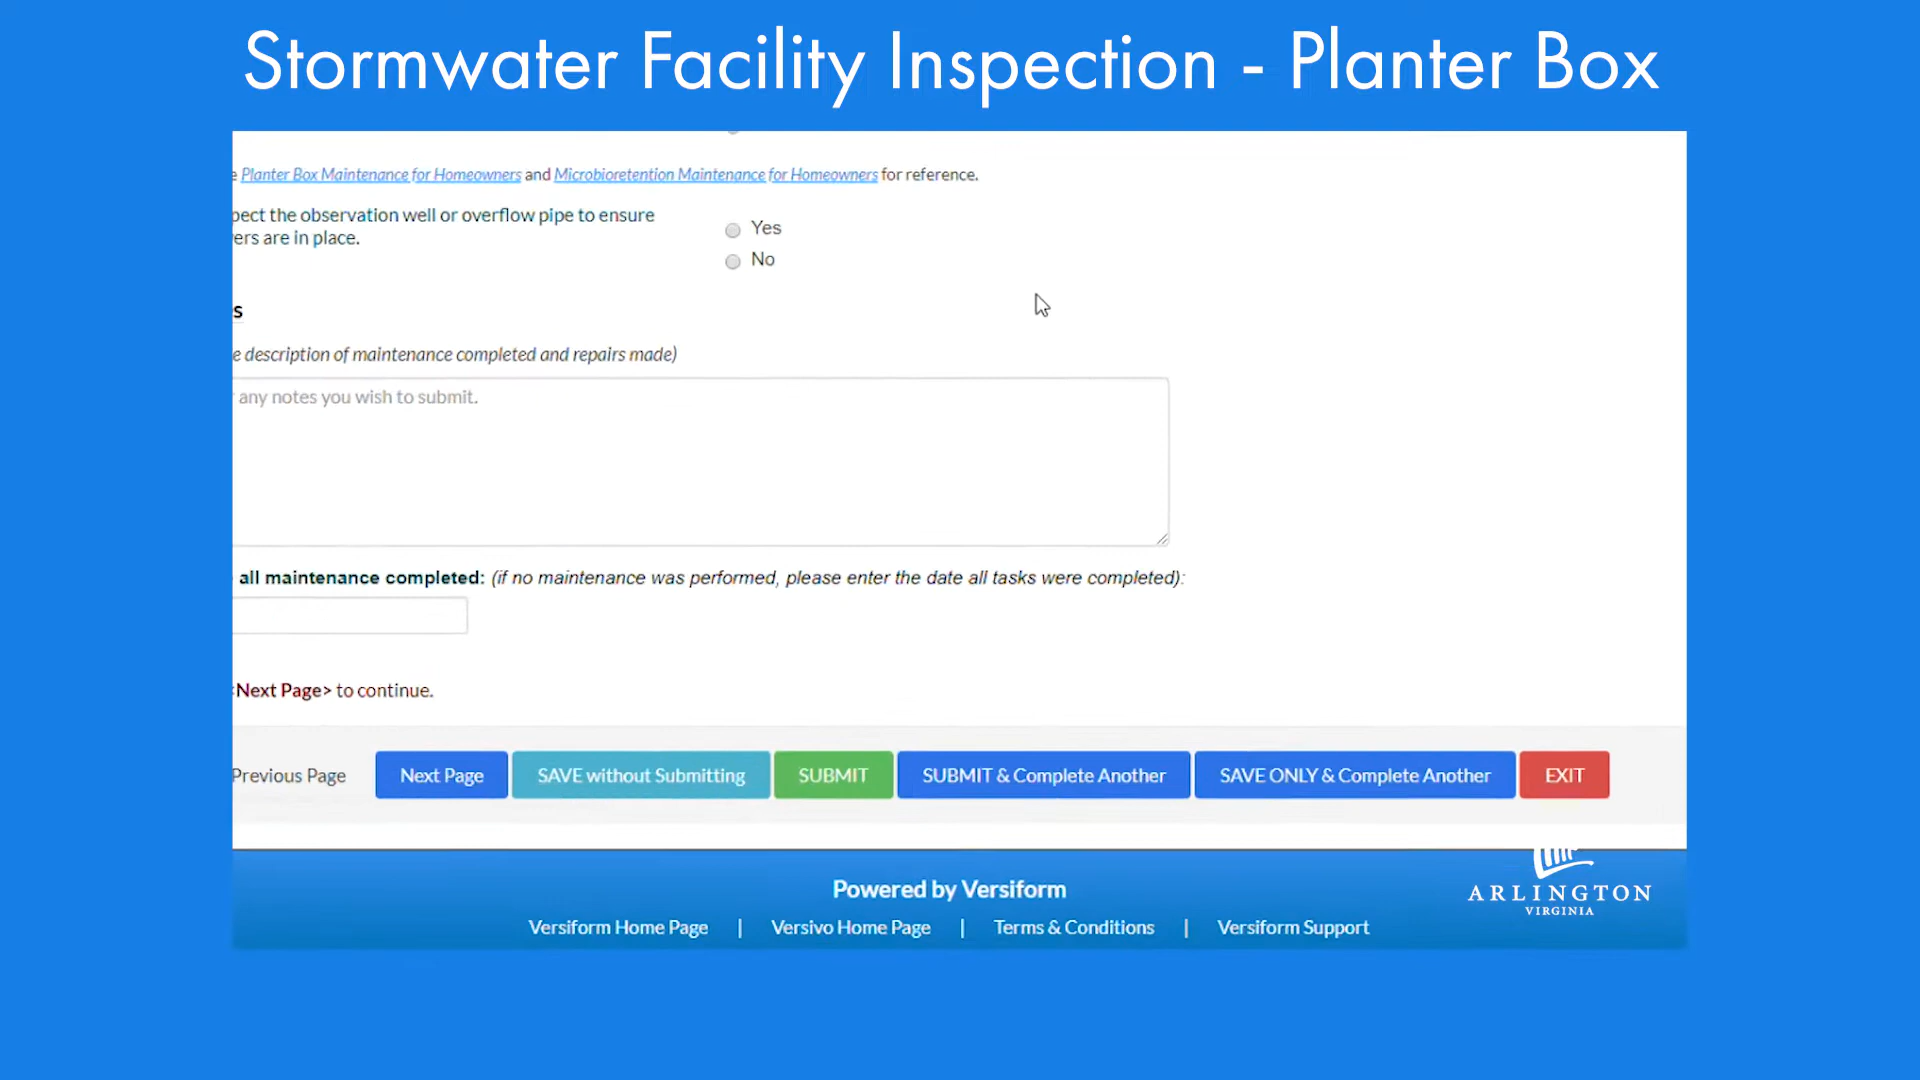 Stormwater Facility Inspection - Planter Box
e Planter Box Maintenance for Homeowners and Microbioretention Maintenance for Homeowners for reference.
pect the observation well or overflow pipe to ensure
ers are in place.
Yes
No
s
e description of maintenance completed and repairs made)
any notes you wish to submit.
all maintenance completed: (if no maintenance was performed, please enter the date all tasks were completed):
Next Page> to continue.
Previous Page Next Page SAVE without Submitting SUBMIT SUBMIT & Complete Another SAVE ONLY & Complete Another EXIT
Powered by Versiform
Versiform Home Page | Versivo Home Page | Terms & Conditions | Versiform Support
ARLINGTON
VIRGINIA